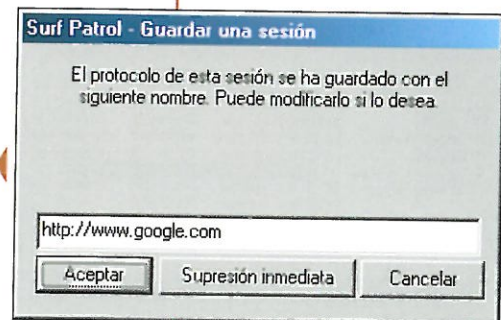 Surf Patrol - Guardar una sesión
El protocolo de esta sesión se ha guardado con el
siguiente nombre. Puede modificarlo si lo desea.
http://www.google.com
Aceptar
Supresión inmediata
Cancelar